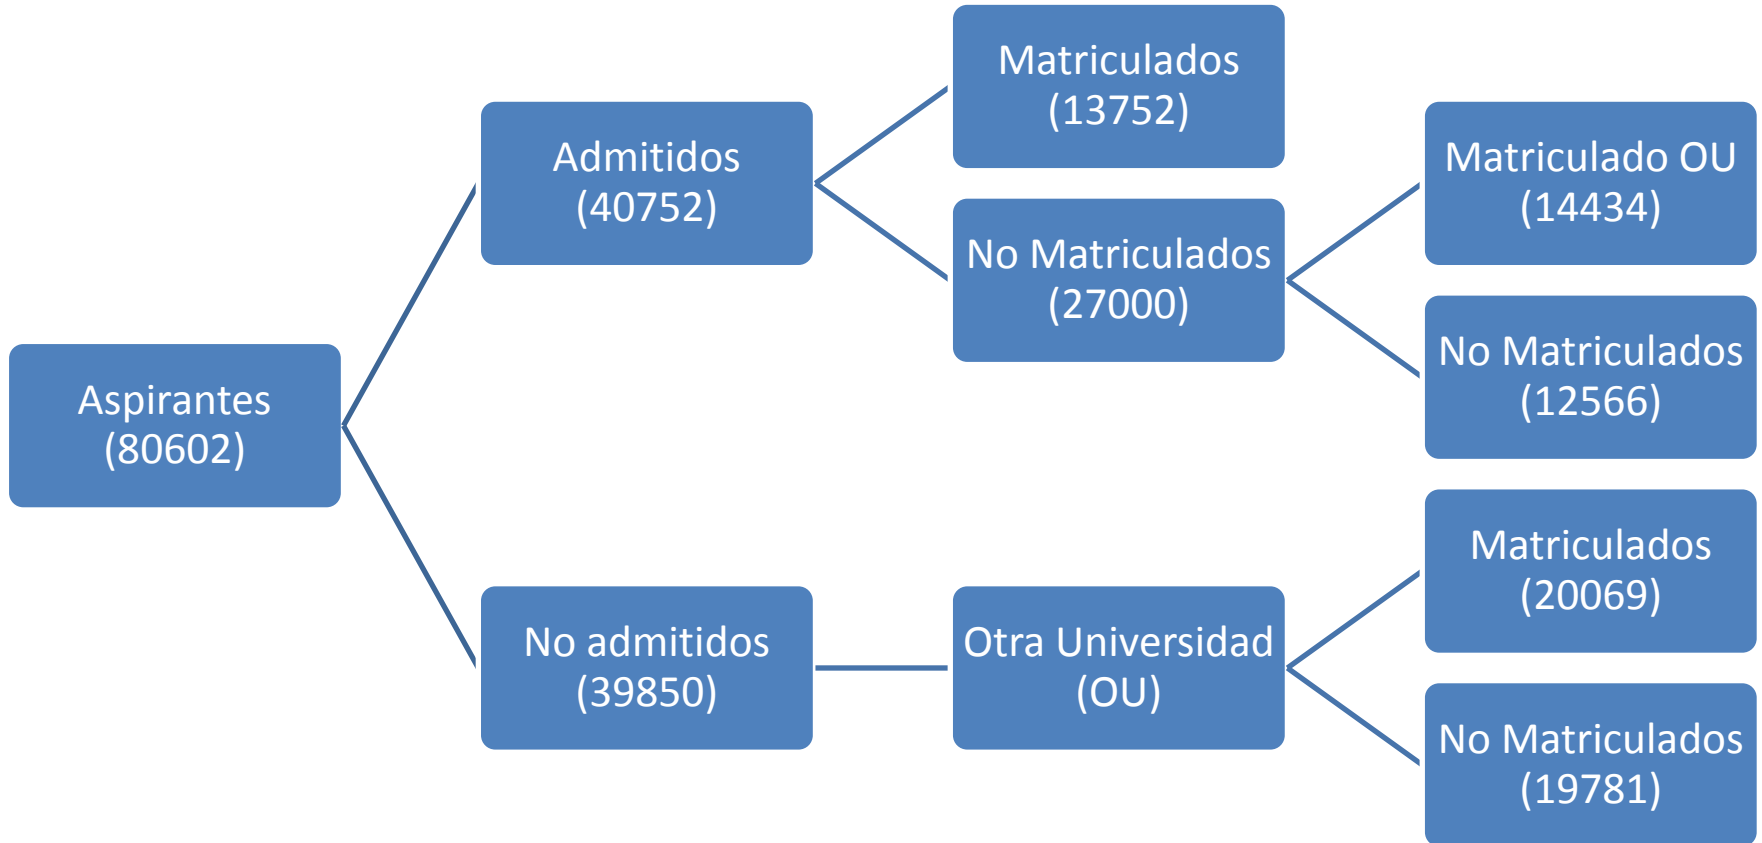 Aspirantes
(80602)
Admitidos
(40752)
Matriculados
(13752)
No Matriculados
(27000)
Matriculado OU
(14434)
No Matriculados
(12566)
No admitidos
(39850)
Otra Universidad
(OU)
Matriculados
(20069)
No Matriculados
(19781)